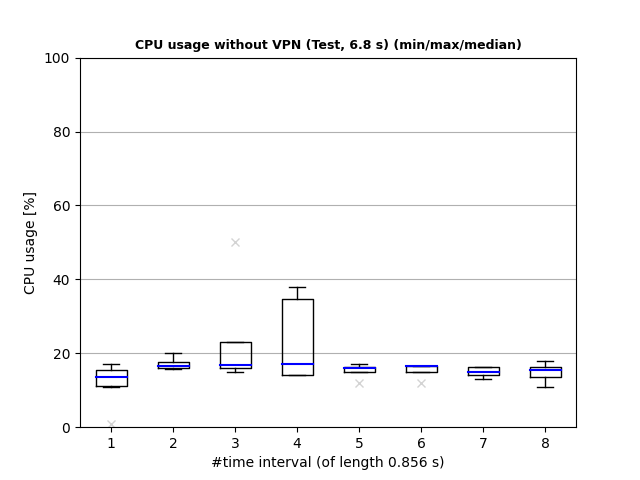 CPU usage without VPN (Test, 6.8 s) (min/max/median)
100
80
60
40
20
0
CPU usage [%]
1 2 3 4 5 6 7 8
#time interval (of length 0.856 s)